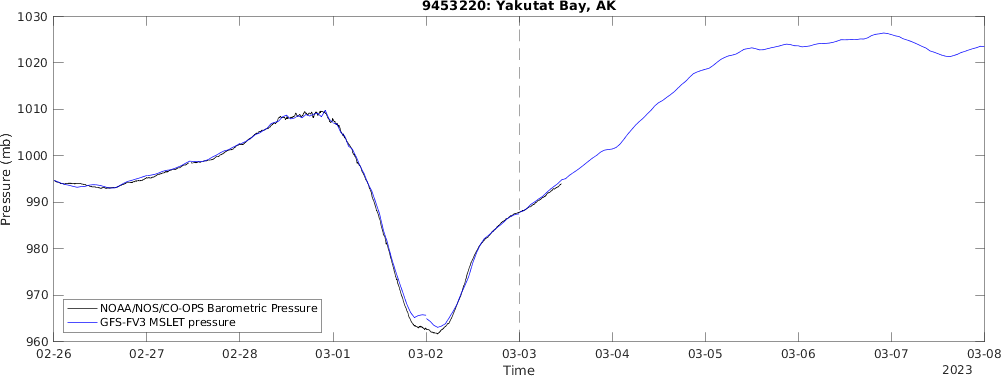 9453220: Yakutat Bay, AK
1030
1020
1010
1000
990
980
970
960
Pressure (mb)
NOAA/NOS/CO-OPS Barometric Pressure
GFS-FV3 MSLET pressure
02-26 02-27 02-28 03-01 03-02 03-03 03-04 03-05 03-06 03-07 03-08
Time
2023